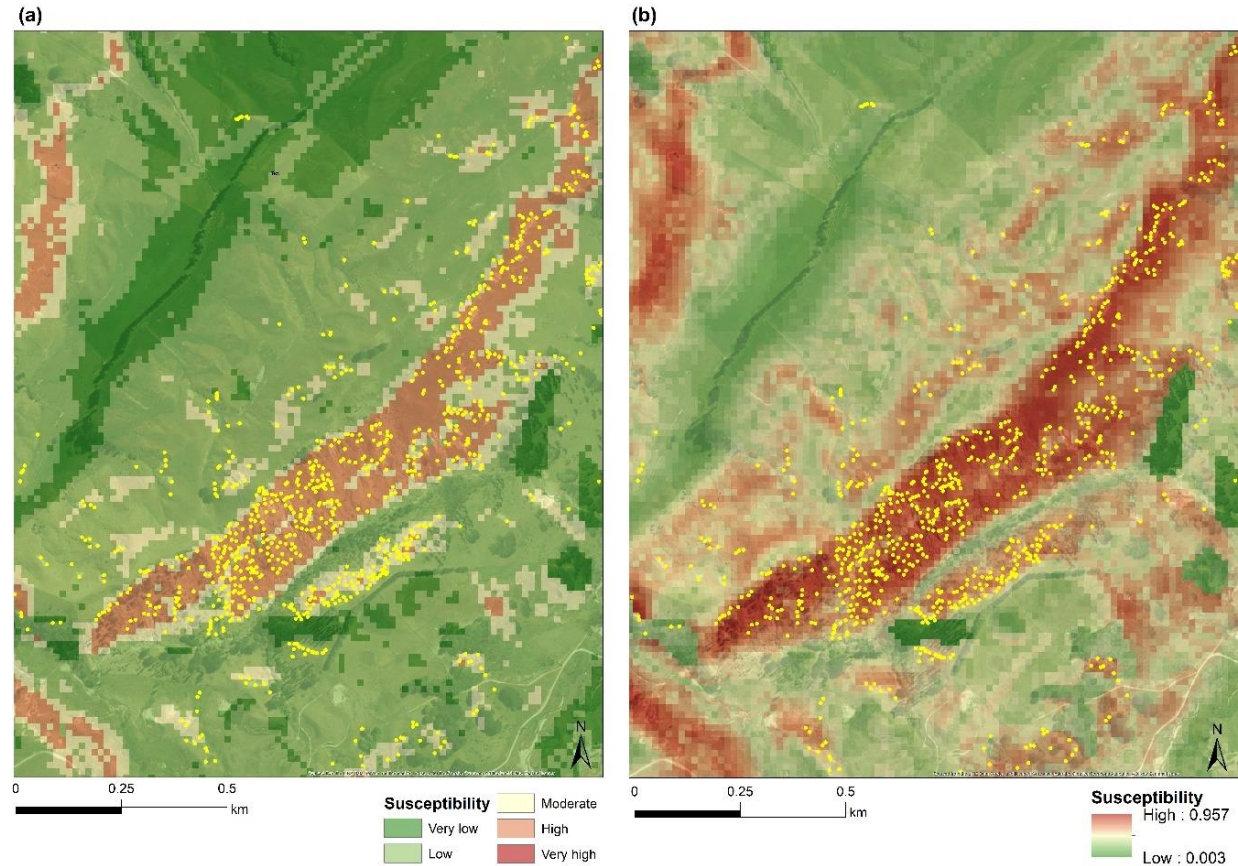 (a)
(b)
N
N
0 0.25 0.5
km
Susceptibility
Very low
Low
Moderate
High
Very high
0 0.25 0.5
km
Susceptibility
High : 0.957
Low : 0.003